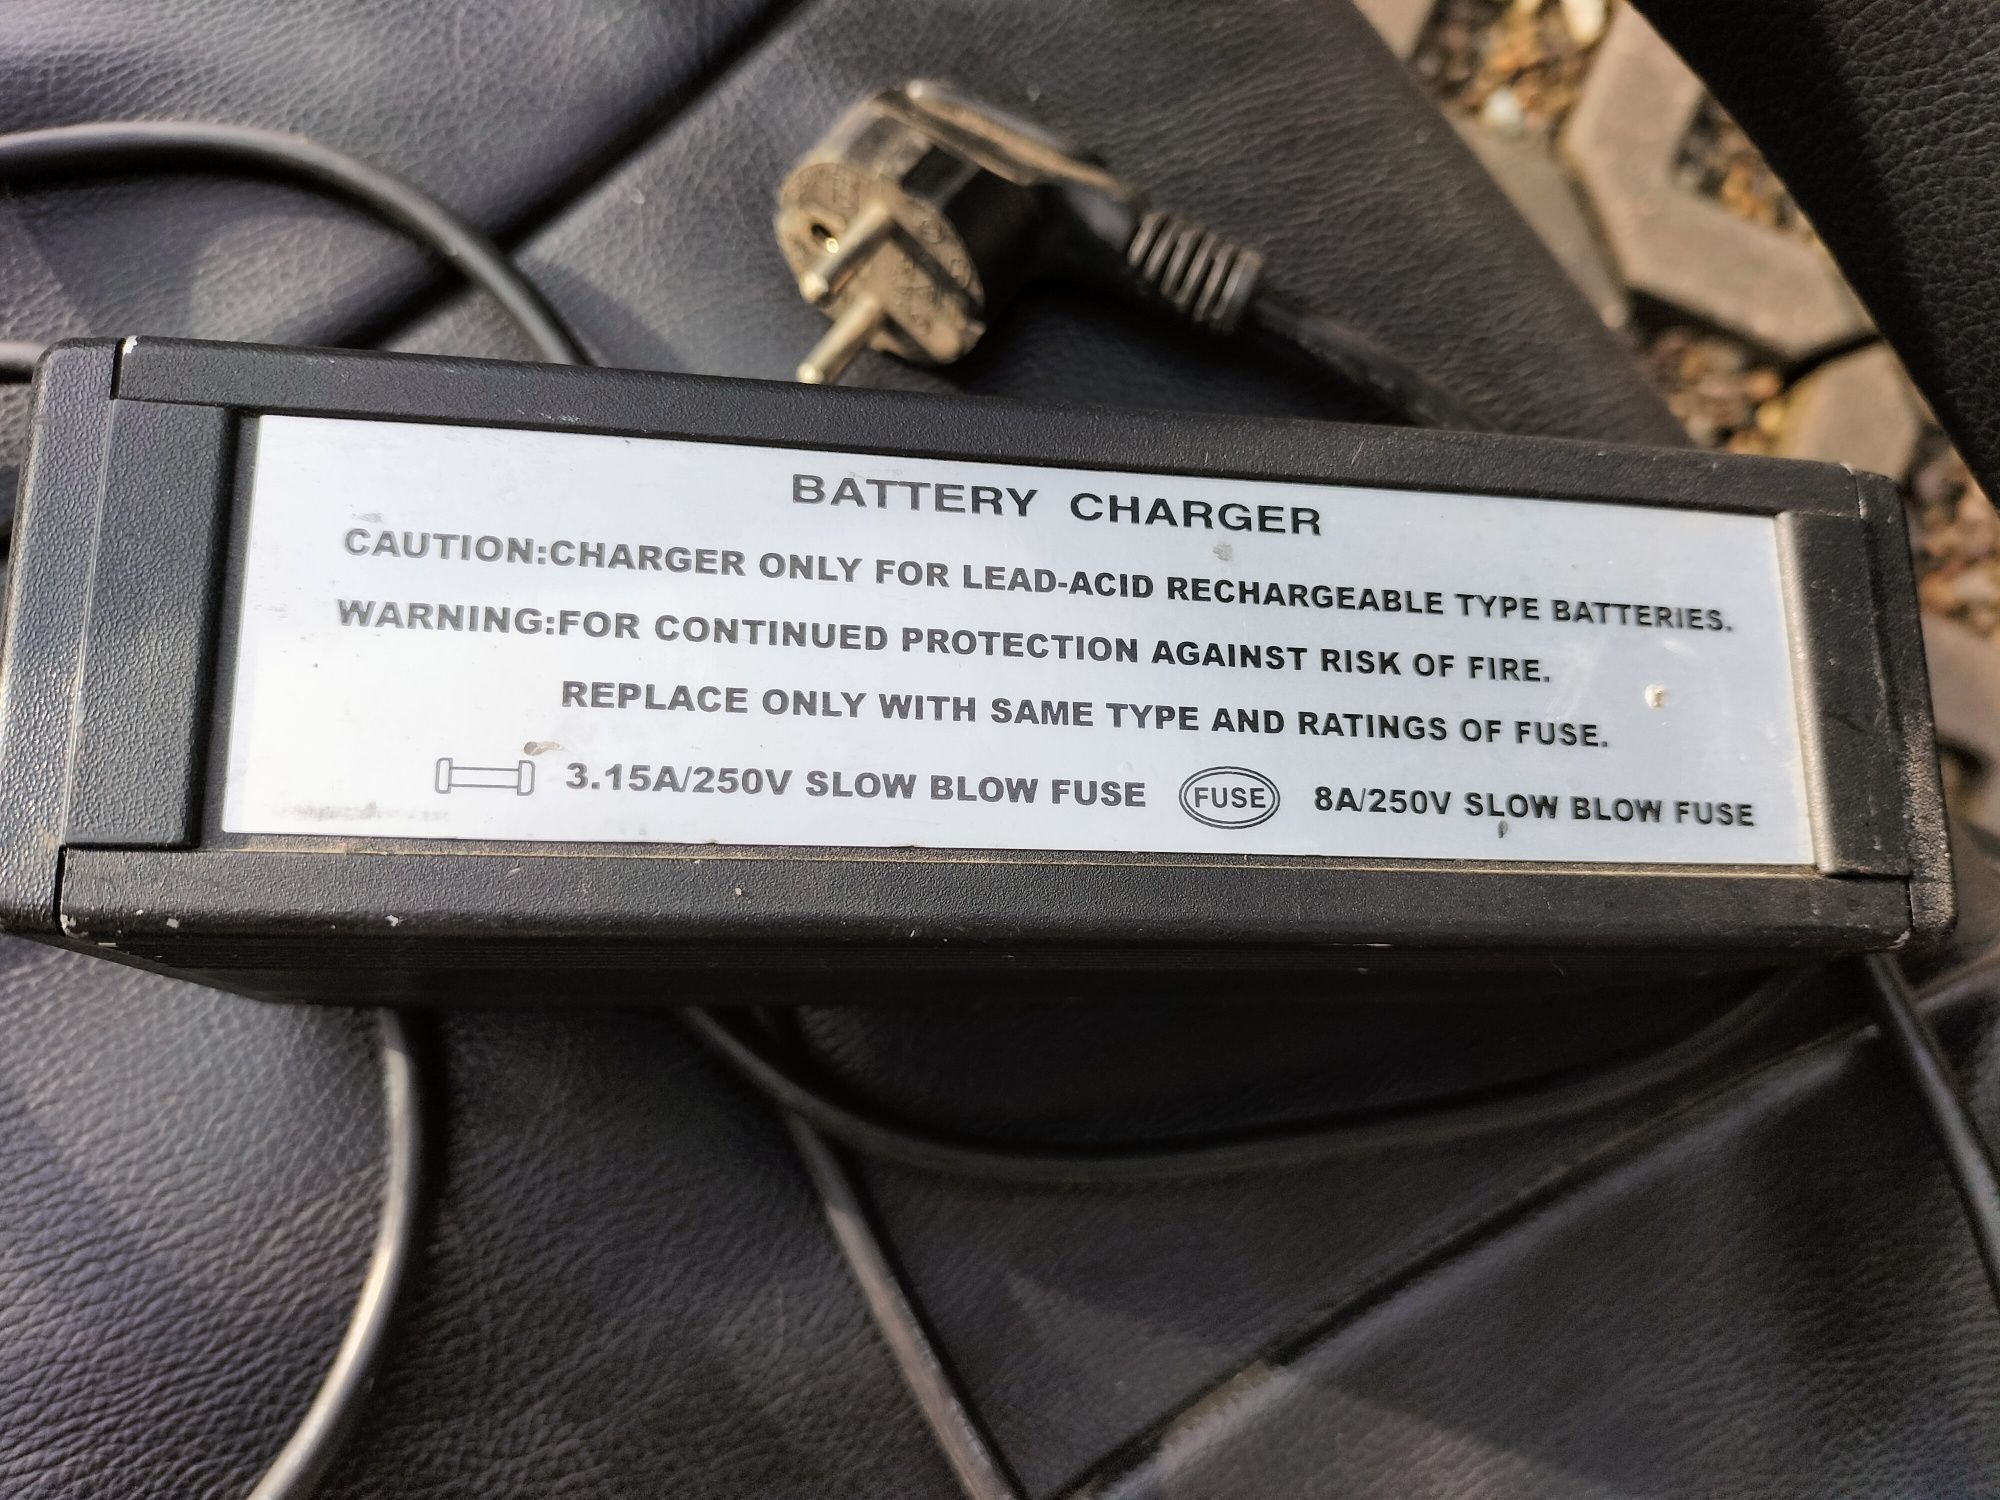 BATTERY CHARGER
CAUTION:CHARGER ONLY FOR LEAD-ACID RECHARGEABLE TYPE BATTERIES.
WARNING:FOR CONTINUED PROTECTION AGAINST RISK OF FIRE.
REPLACE ONLY WITH SAME TYPE AND RATINGS OF FUSE.
3.15A/250V SLOW BLOW FUSE FUSE 8A/250V SLOW BLOW FUSE